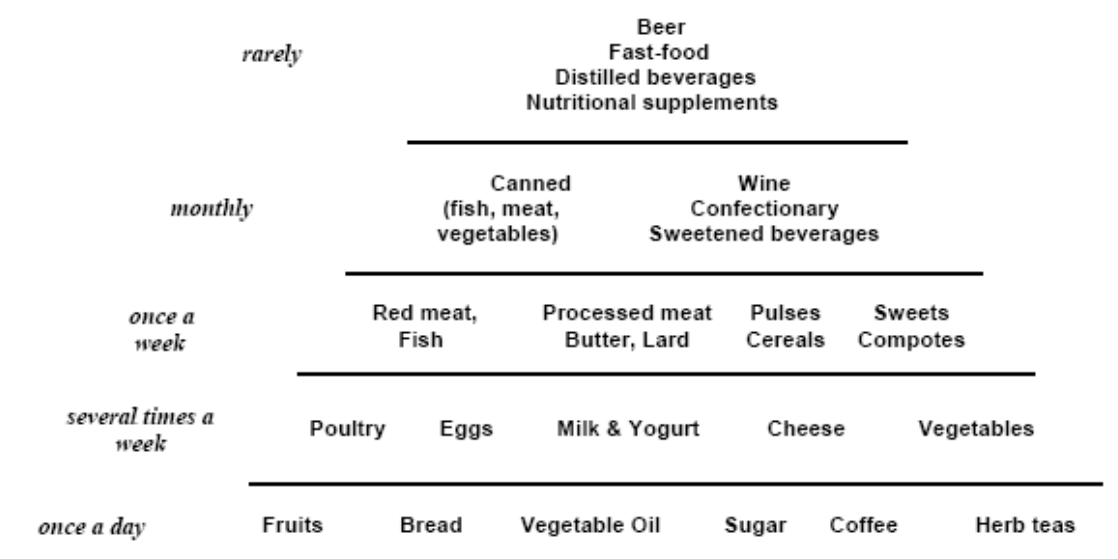 rarely
Beer
Fast-food
Distilled beverages
Nutritional supplements
monthly
Canned
(fish, meat,
vegetables)
Wine
Confectionary
Sweetened beverages
once a
week
Red meat,
Fish
Processed meat
Butter, Lard
Pulses
Cereals
Sweets
Compotes
several times a
week
Poultry
Eggs
Milk & Yogurt
Cheese
Vegetables
once a day
Fruits
Bread
Vegetable Oil
Sugar
Coffee
Herb teas